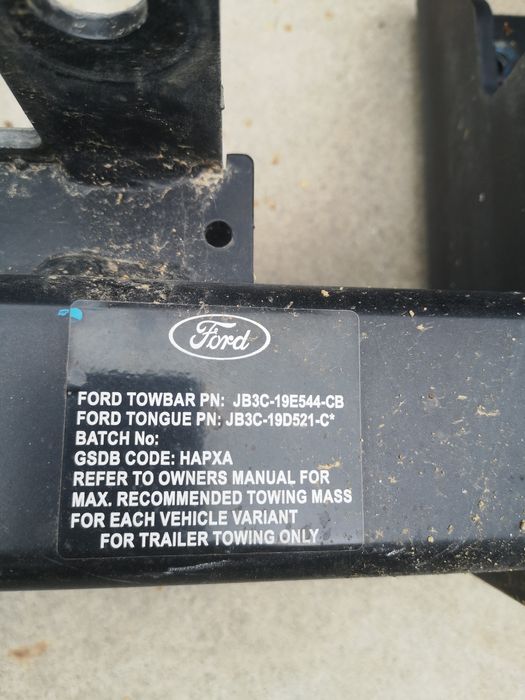 Ford
FORD TOWBAR PN: JB3C-19E544-CB
FORD TONGUE PN: JB3C-19D521-C*
BATCH No:
GSDB CODE: HAPXA
REFER TO OWNERS MANUAL FOR
MAX. RECOMMENDED TOWING MASS
FOR EACH VEHICLE VARIANT
FOR TRAILER TOWING ONLY